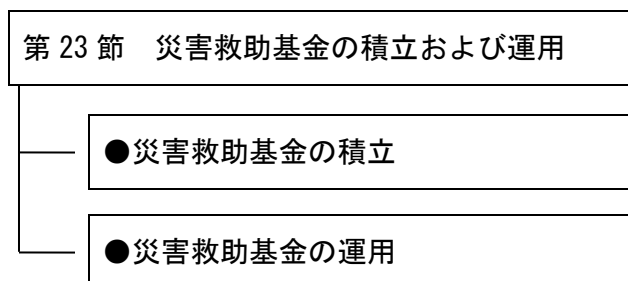 第 23 節　災害救助基金の積立および運用
●災害救助基金の積立
●災害救助基金の運用